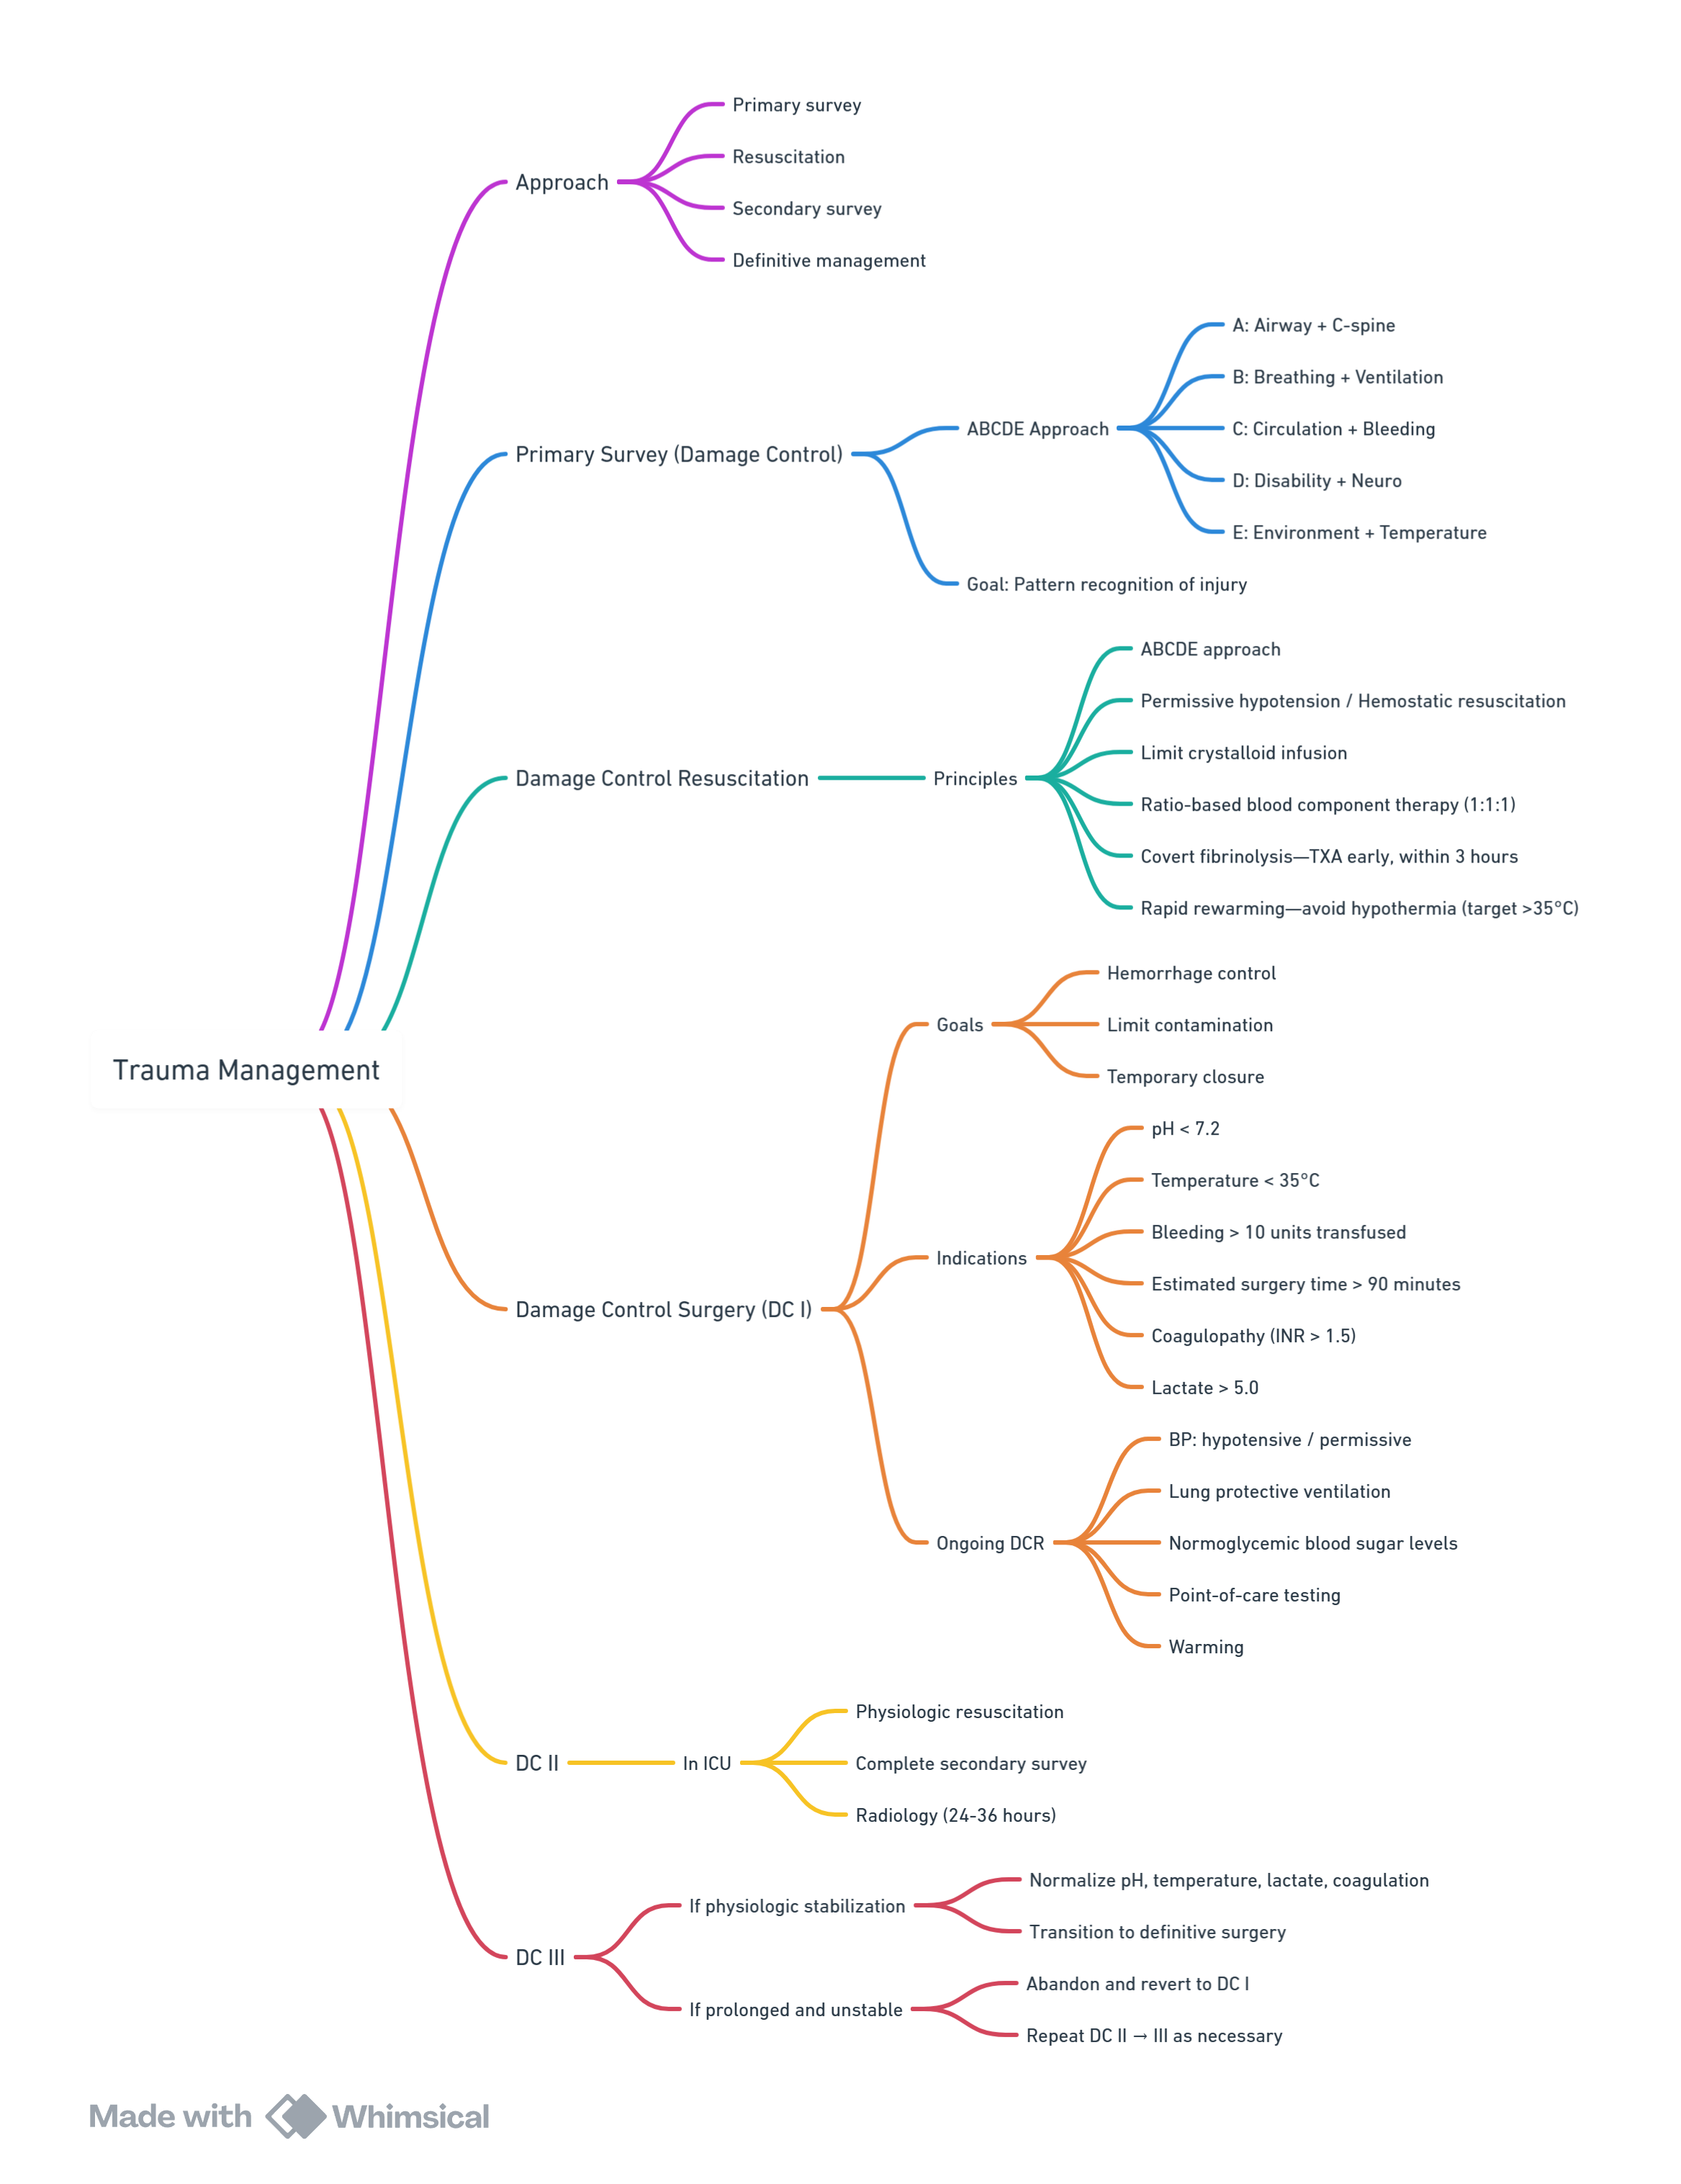 Trauma Management
Approach
Primary survey
Resuscitation
Secondary survey
Definitive management
Primary Survey (Damage Control)
ABCDE Approach
A: Airway + C-spine
B: Breathing + Ventilation
C: Circulation + Bleeding
D: Disability + Neuro
E: Environment + Temperature
Goal: Pattern recognition of injury
Damage Control Resuscitation
Principles
ABCDE approach
Permissive hypotension / Hemostatic resuscitation
Limit crystalloid infusion
Ratio-based blood component therapy (1:1:1)
Covert fibrinolysis—TXA early, within 3 hours
Rapid rewarming—avoid hypothermia (target >35°C)
Damage Control Surgery (DC I)
Goals
Hemorrhage control
Limit contamination
Temporary closure
Indications
pH < 7.2
Temperature < 35°C
Bleeding > 10 units transfused
Estimated surgery time > 90 minutes
Coagulopathy (INR > 1.5)
Lactate > 5.0
Ongoing DCR
BP: hypotensive / permissive
Lung protective ventilation
Normoglycemic blood sugar levels
Point-of-care testing
Warming
DC II
In ICU
Physiologic resuscitation
Complete secondary survey
Radiology (24-36 hours)
DC III
If physiologic stabilization
Normalize pH, temperature, lactate, coagulation
Transition to definitive surgery
If prolonged and unstable
Abandon and revert to DC I
Repeat DC II → III as necessary
Made with Whimsical